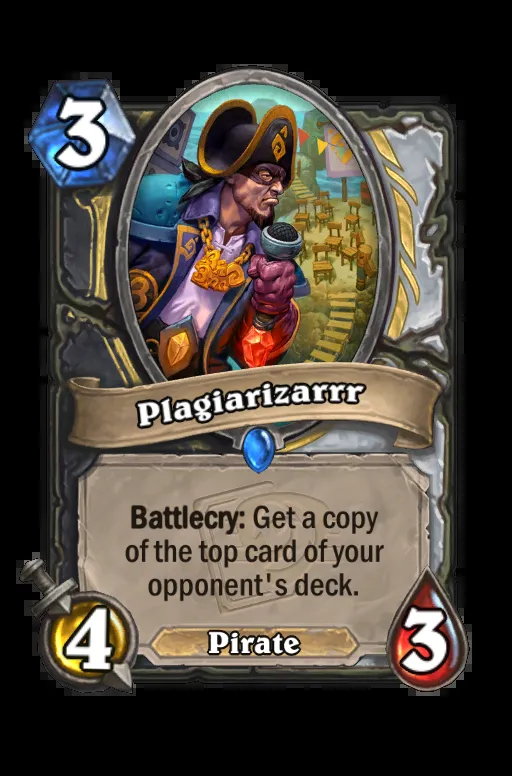 3
Plagiarizarrr
Battlecry: Get a copy
of the top card of your
opponent's deck.
4
Pirate
3